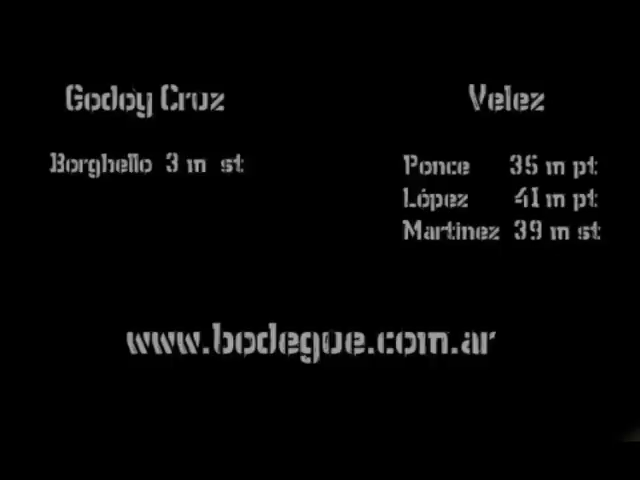 Godoy Cruz Velez
Borghello 3 m st Ponce 35 m pt
López 41 m pt
Martinez 39 m st
www.bodegue.com.ar